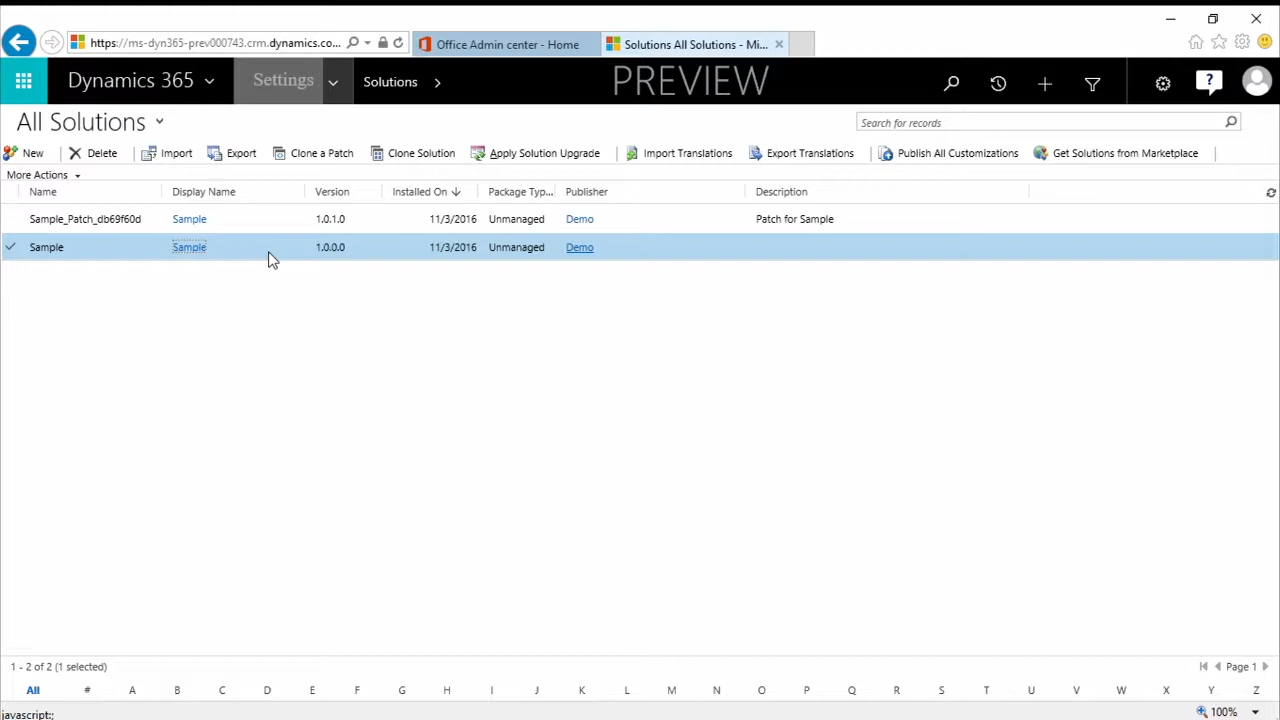 https://ms-dyn365-prev000743.crm.dynamics.co...
Office Admin center - Home
Solutions All Solutions - Mi...
Dynamics 365
Settings
Solutions
PREVIEW
?
All Solutions
Search for records
New
Delete
Import
Export
Clone a Patch
Clone Solution
Apply Solution Upgrade
Import Translations
Export Translations
Publish All Customizations
Get Solutions from Marketplace
More Actions
Name Display Name Version Installed On Package Typ... Publisher Description
Sample_Patch_db69f60d Sample 1.0.1.0 11/3/2016 Unmanaged Demo Patch for Sample
Sample Sample 1.0.0.0 11/3/2016 Unmanaged Demo
1 - 2 of 2 (1 selected)
Page 1
All # A B C D E F G H I J K L M N O P Q R S T U V W X Y Z
javascript:;
100%